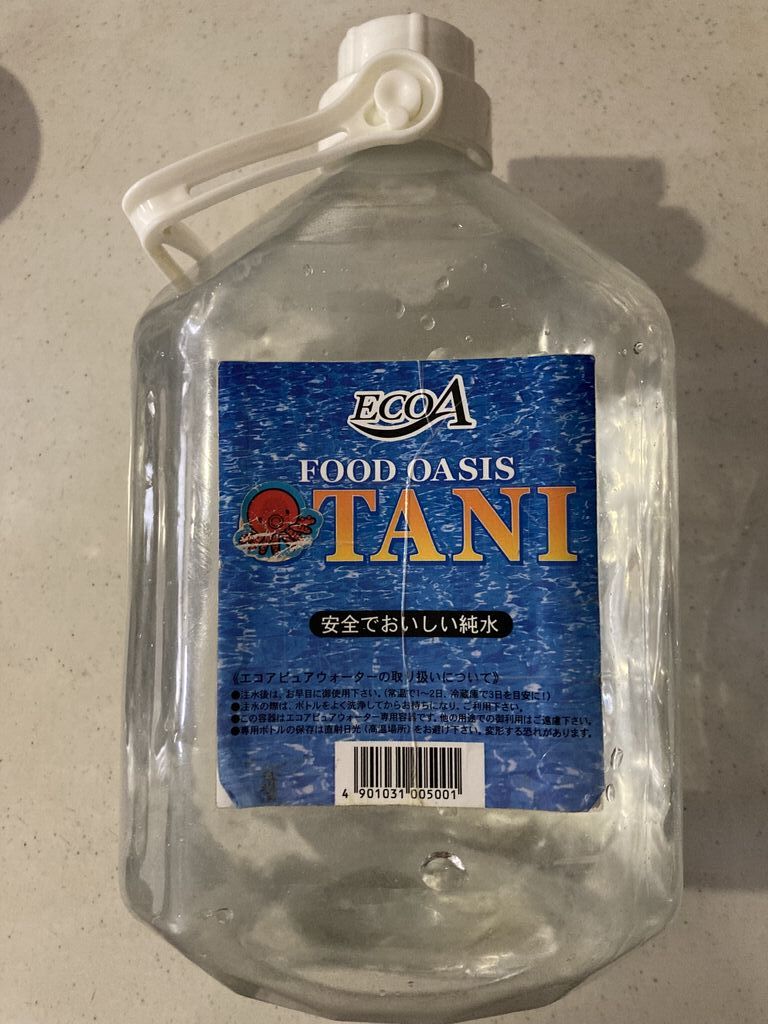 ECOA
FOOD OASIS
OTANI
安全でおいしい純水
《エコアピュアウォーターの取り扱いについて》
●注水後は、お早目に御使用下さい。(常温で1~2日、冷蔵庫で3日を目安に!)
●注水の際は、ボトルをよく洗浄してからお持ちになり、ご利用下さい。
●この容器はエコアピュアウォーター専用容器です。他の用途での御利用はご遠慮下さい。
●専用ボトルの保存は直射日光(高温場所)をお避け下さい。変形する恐れがあります。
4 901031 005001